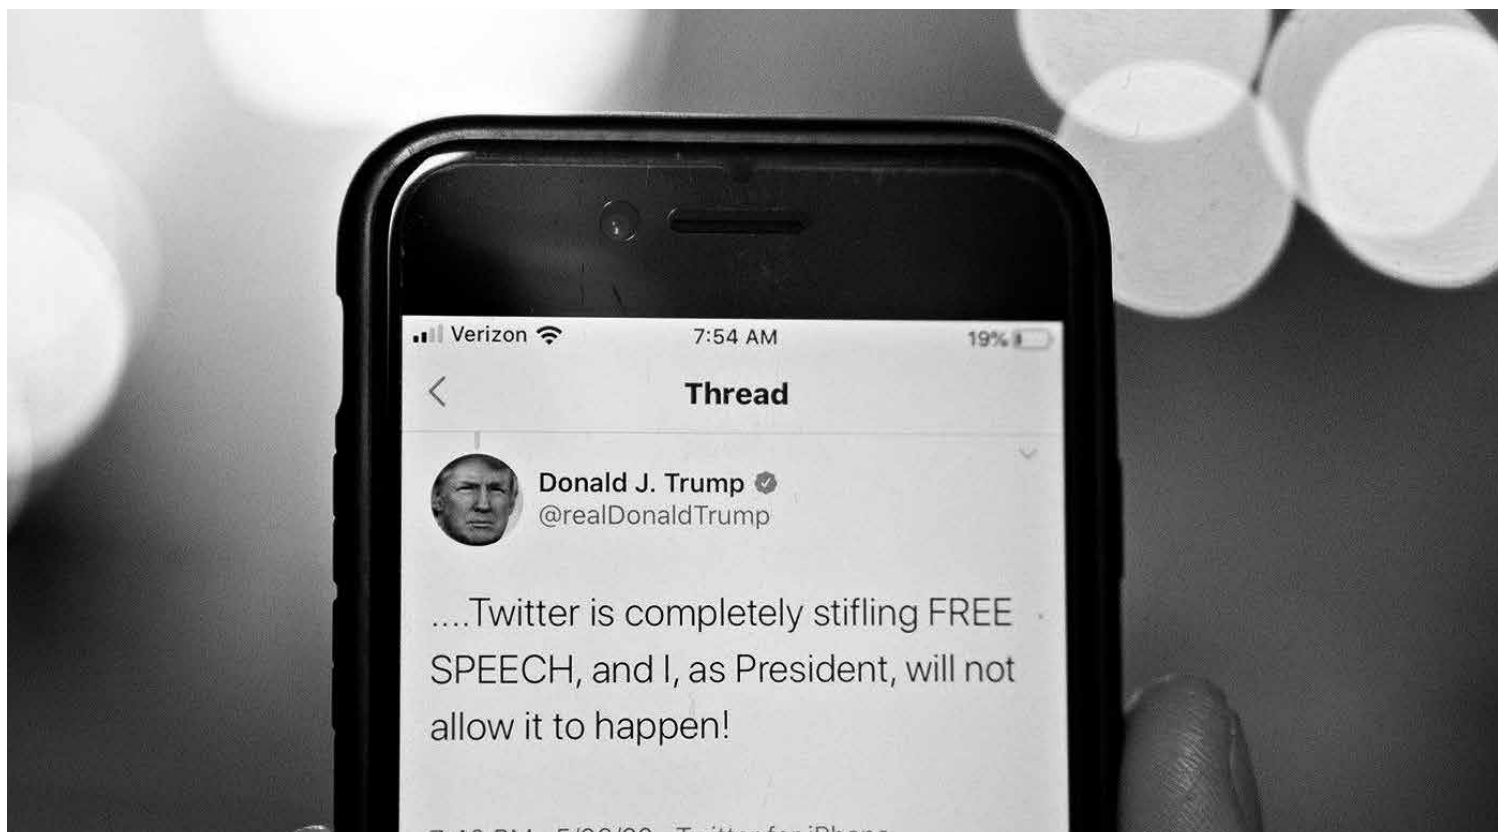 Verizon 7:54 AM 19%
Thread
Donald J. Trump
@realDonaldTrump
....Twitter is completely stifling FREE
SPEECH, and I, as President, will not
allow it to happen!